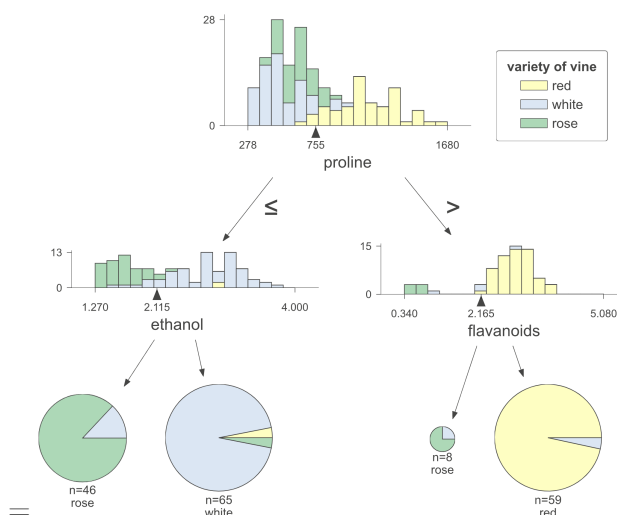 28
0
278
755
1680
proline
variety of vine
red
white
rose
≤
>
13
0
1.270
2.115
4.000
ethanol
15
0
0.340
2.165
5.080
flavanoids
n=46
rose
n=65
white
n=8
rose
n=59
red